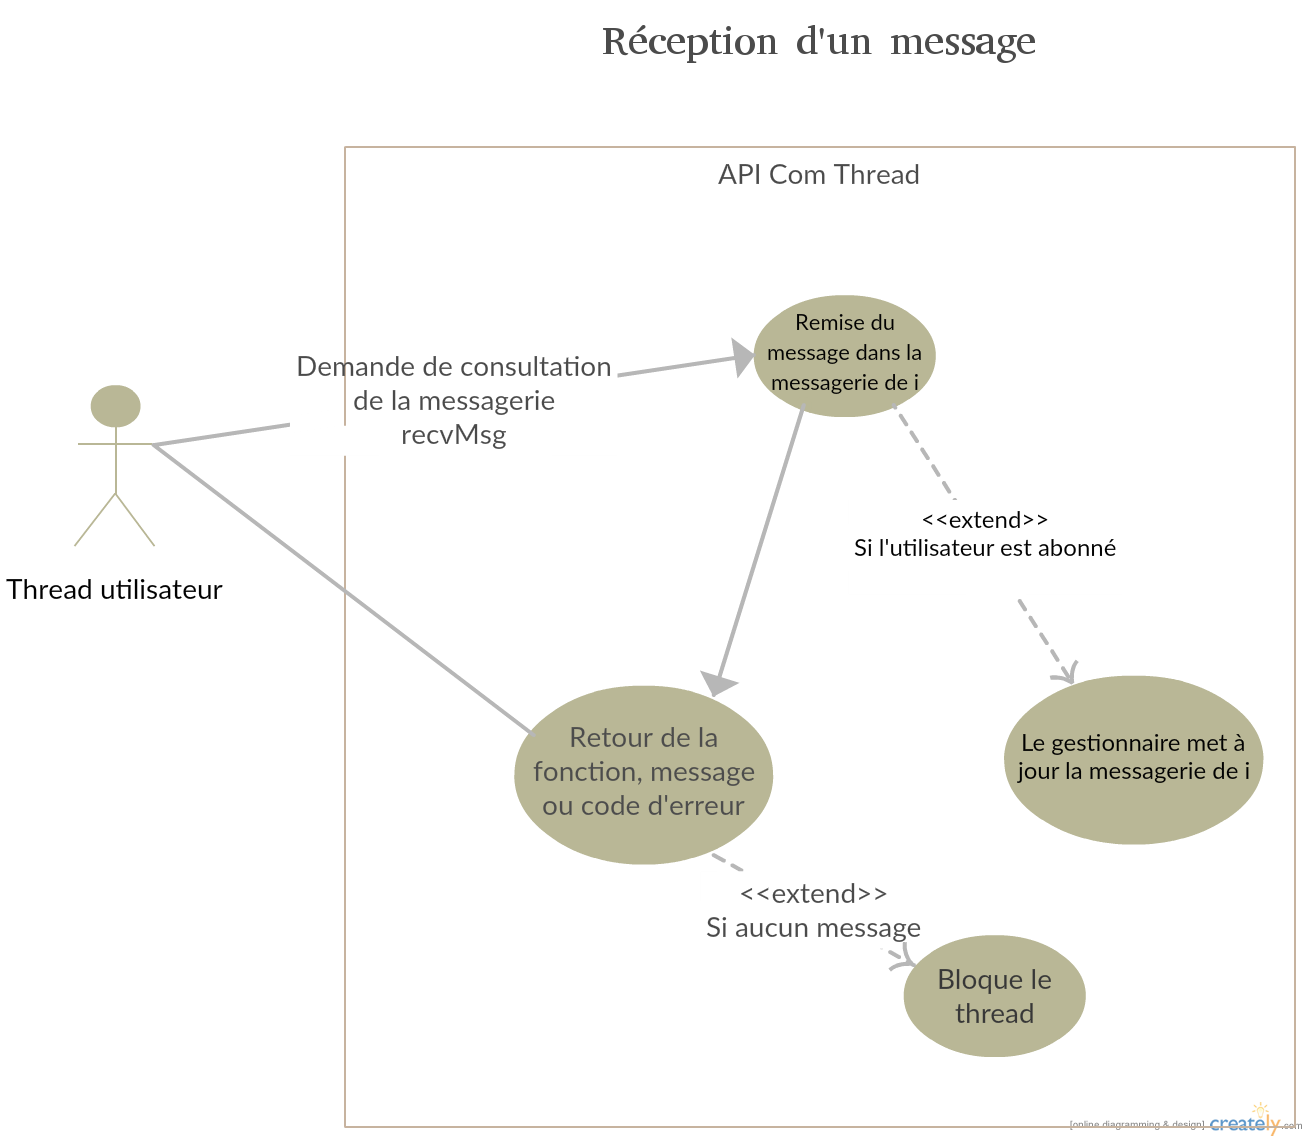 Réception d'un message
API Com Thread
Remise du
message dans la
messagerie de i
Demande de consultation
de la messagerie
recvMsg
<<extend>>
Si l'utilisateur est abonné
Thread utilisateur
Retour de la
fonction, message
ou code d'erreur
Le gestionnaire met à
jour la messagerie de i
<<extend>>
Si aucun message
Bloque le
thread
[online diagramming & design] creately.com